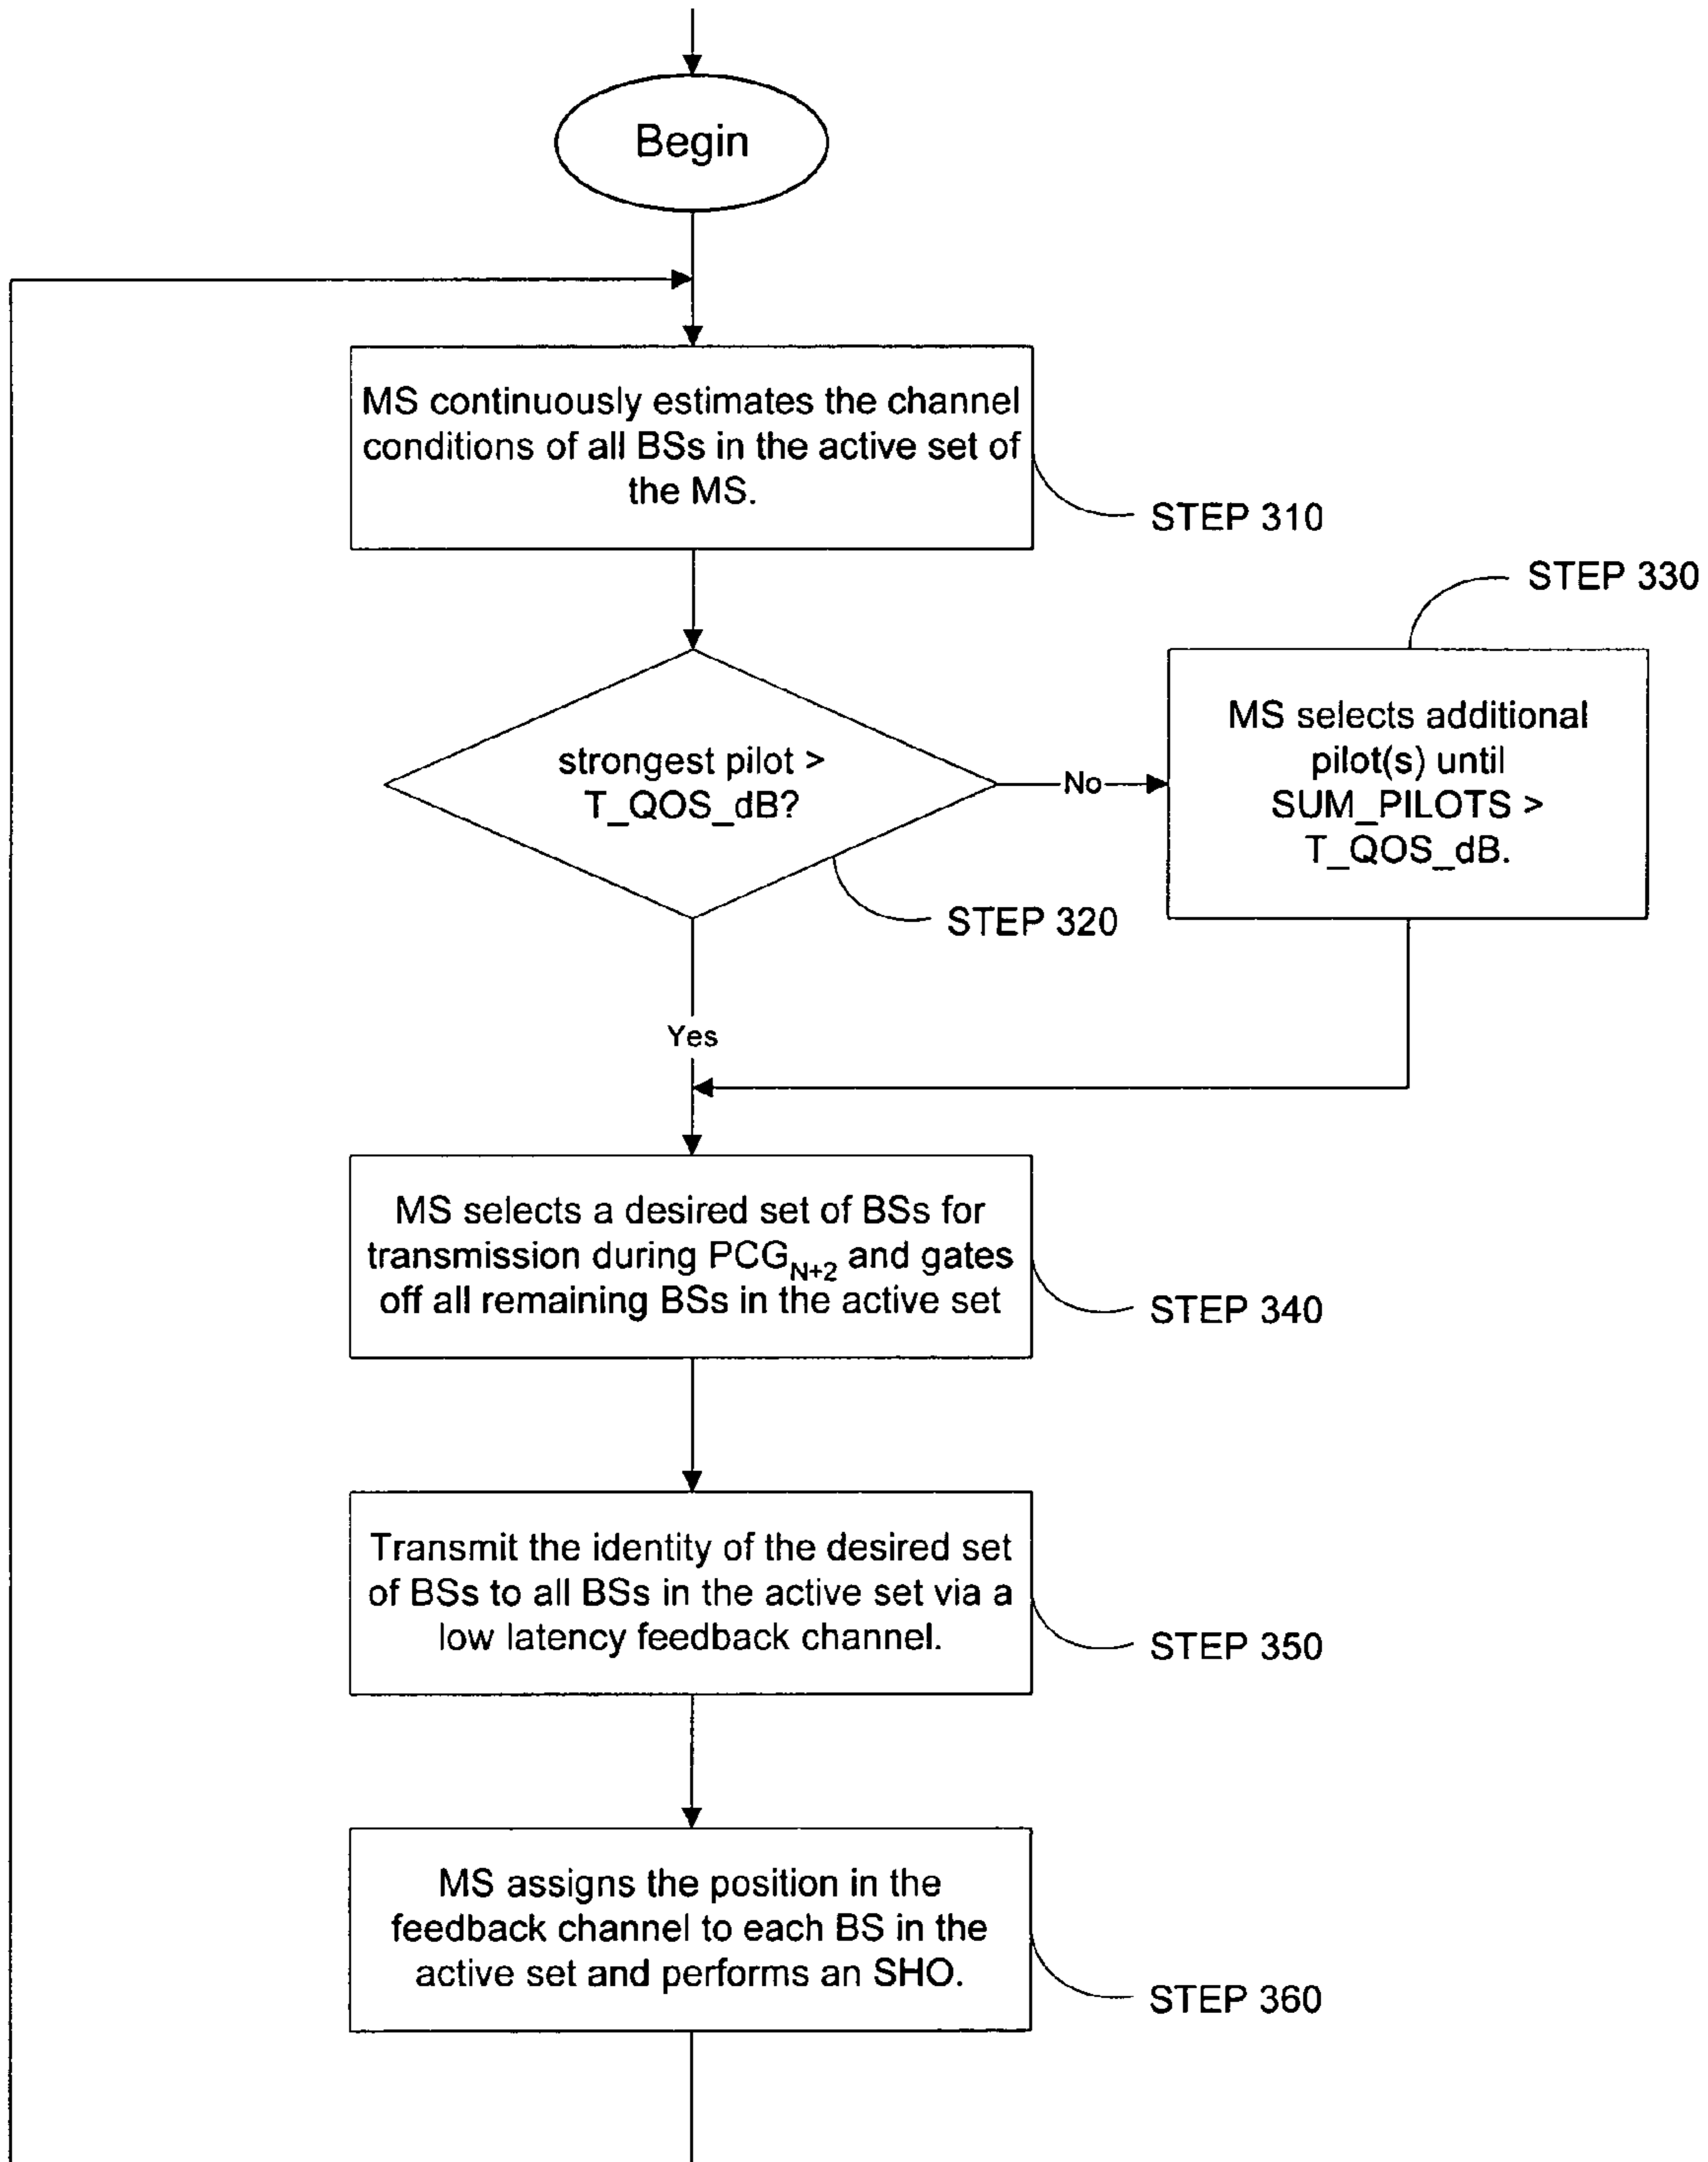 Begin
MS continuously estimates the channel
conditions of all BSs in the active set of
the MS.
STEP 310
STEP 330
strongest pilot >
T_QOS_dB?
No
MS selects additional
pilot(s) until
SUM_PILOTS >
T_QOS_dB.
STEP 320
Yes
MS selects a desired set of BSs for
transmission during PCG_N+2 and gates
off all remaining BSs in the active set
STEP 340
Transmit the identity of the desired set
of BSs to all BSs in the active set via a
low latency feedback channel.
STEP 350
MS assigns the position in the
feedback channel to each BS in the
active set and performs an SHO.
STEP 360